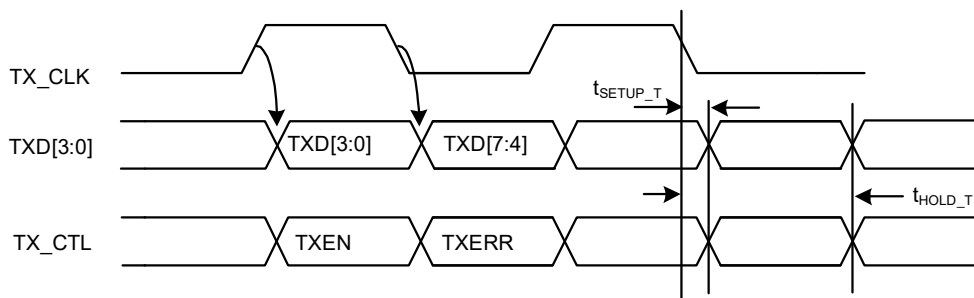 TX_CLK
tSETUP_T
TXD[3:0] TXD[3:0] TXD[7:4]
tHOLD_T
TX_CTL TXEN TXERR